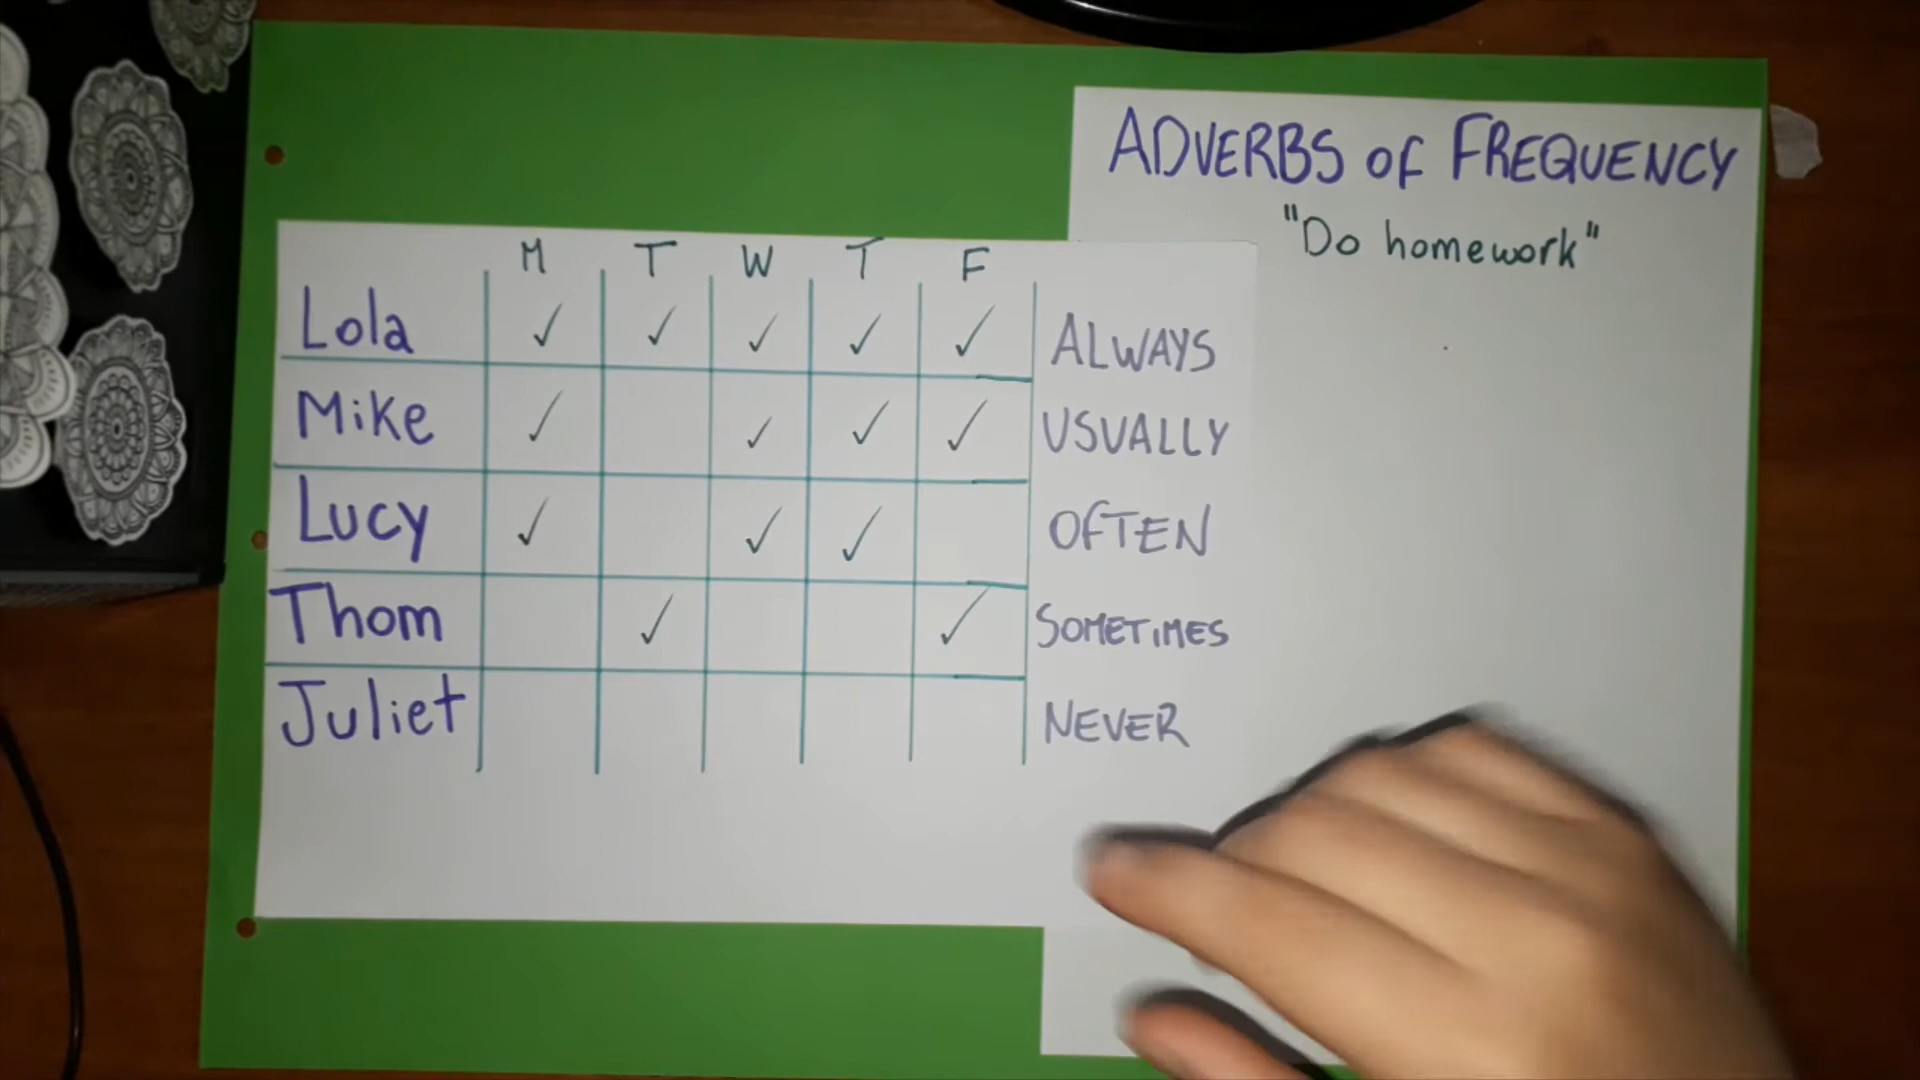 ADVERBS of FREQUENCY
"Do homework"
M T W T F
Lola ✓ ✓ ✓ ✓ ✓ ALWAYS
Mike ✓ ✓ ✓ ✓ USUALLY
Lucy ✓ ✓ ✓ OFTEN
Thom ✓ ✓ SOMETIMES
Juliet NEVER